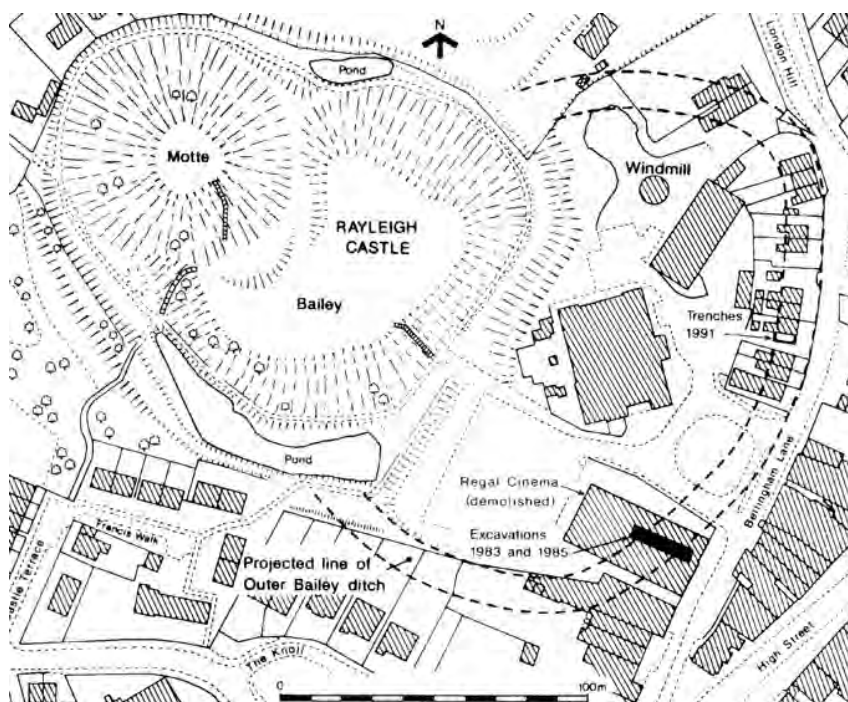 N
London Hill
Pond
Motte
Windmill
RAYLEIGH
CASTLE
Bailey
Trenches
1991
Bellingham Lane
Pond
Regal Cinema
(demolished)
Excavations
1983 and 1985
Francis Walk
Projected line of
Outer Bailey ditch
High Street
The Knoll
0
100m